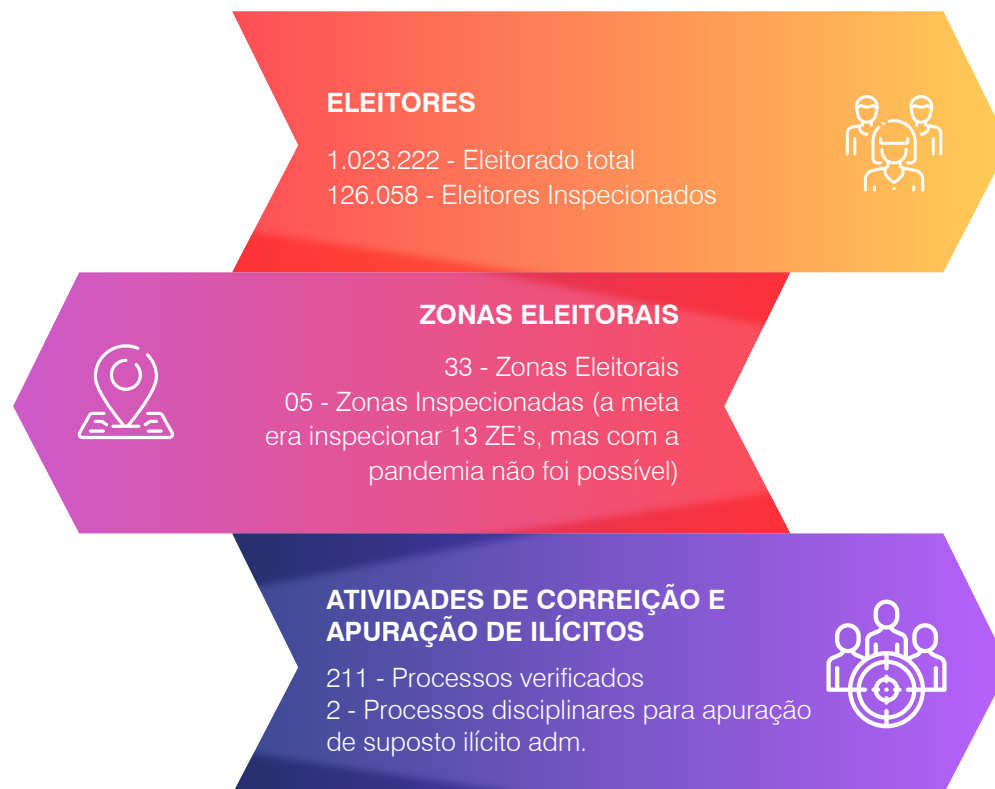 ELEITORES
1.023.222 - Eleitorado total
126.058 - Eleitores Inspecionados
ZONAS ELEITORAIS
33 - Zonas Eleitorais
05 - Zonas Inspecionadas (a meta
era inspecionar 13 ZE’s, mas com a
pandemia não foi possível)
ATIVIDADES DE CORREIÇÃO E
APURAÇÃO DE ILÍCITOS
211 - Processos verificados
2 - Processos disciplinares para apuração
de suposto ilícito adm.